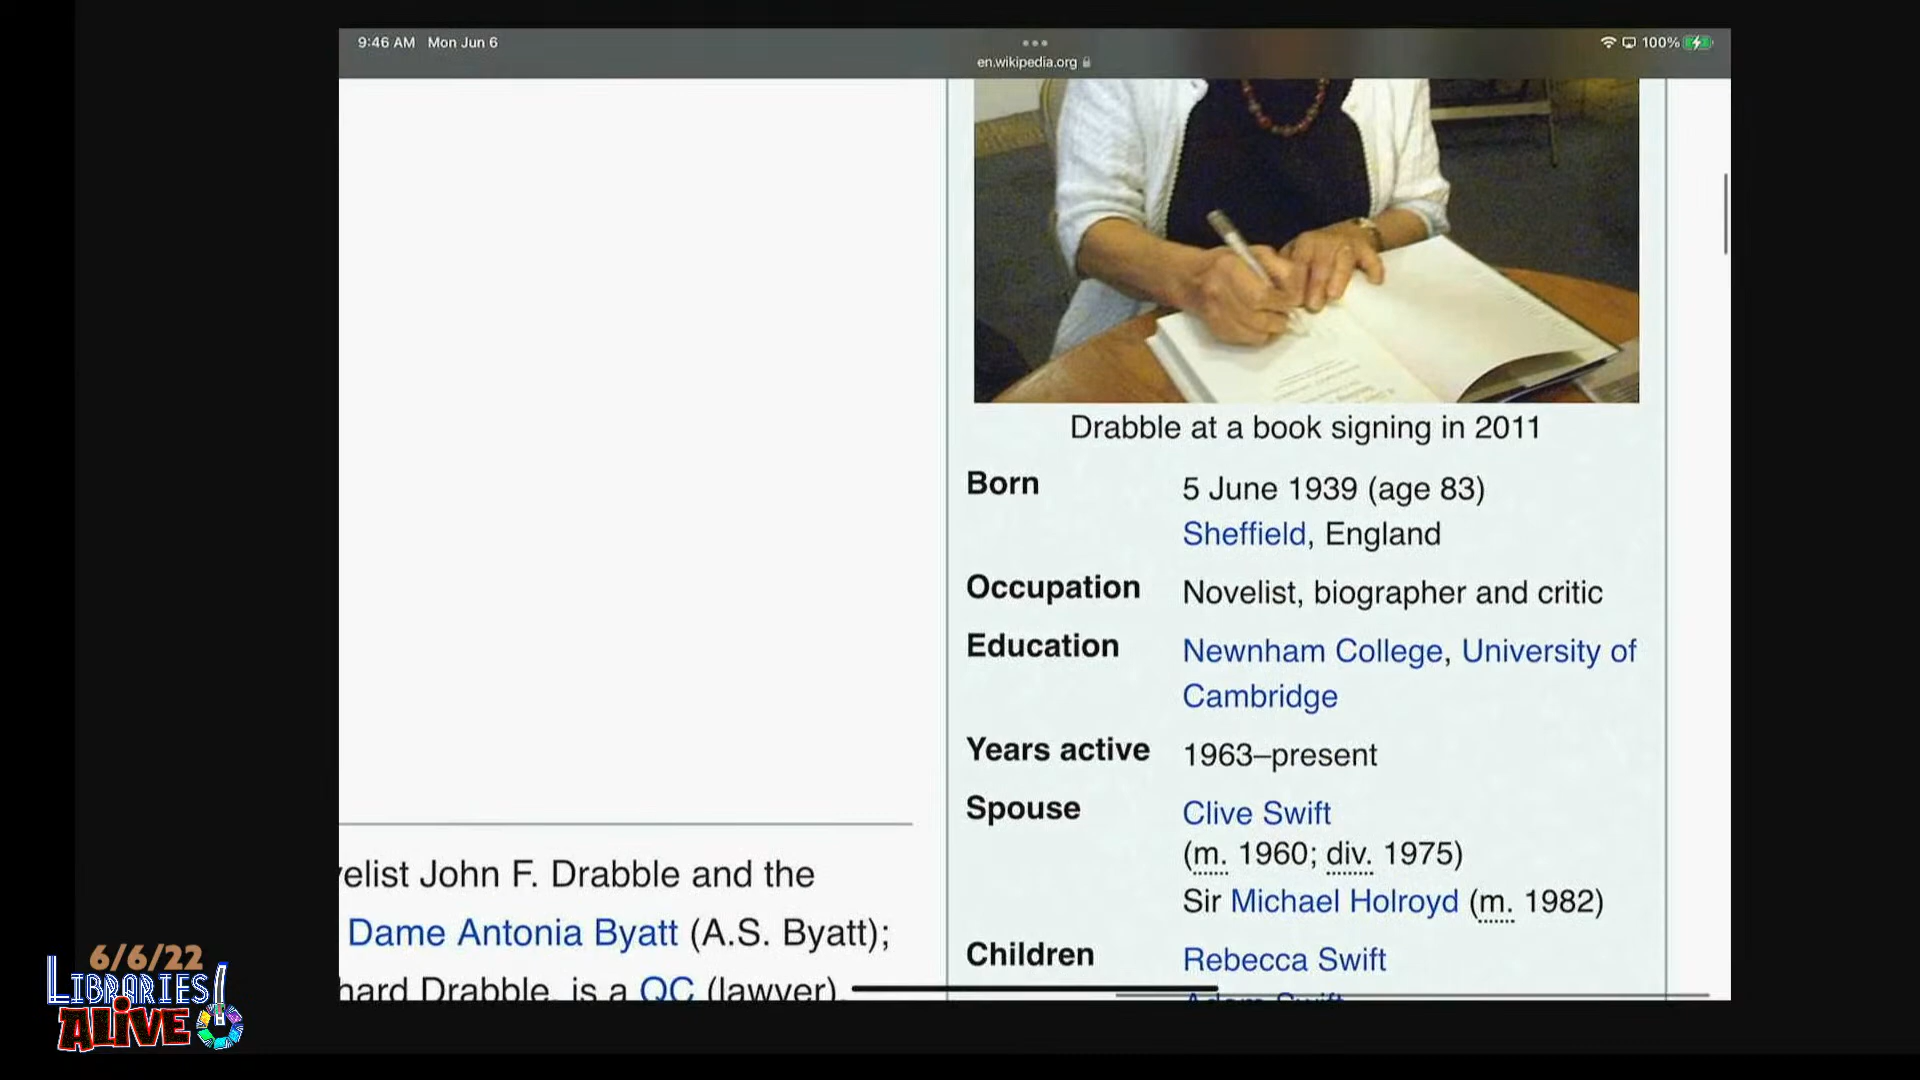 9:46 AM Mon Jun 6
en.wikipedia.org
100%
Drabble at a book signing in 2011
Born
5 June 1939 (age 83)
Sheffield, England
Occupation
Novelist, biographer and critic
Education
Newnham College, University of
Cambridge
Years active
1963–present
Spouse
Clive Swift
(m. 1960; div. 1975)
Sir Michael Holroyd (m. 1982)
Children
Rebecca Swift
Adam Swift
velist John F. Drabble and the
Dame Antonia Byatt (A.S. Byatt);
hard Drabble, is a QC (lawyer).
6/6/22
LIBRARIES
ALIVE